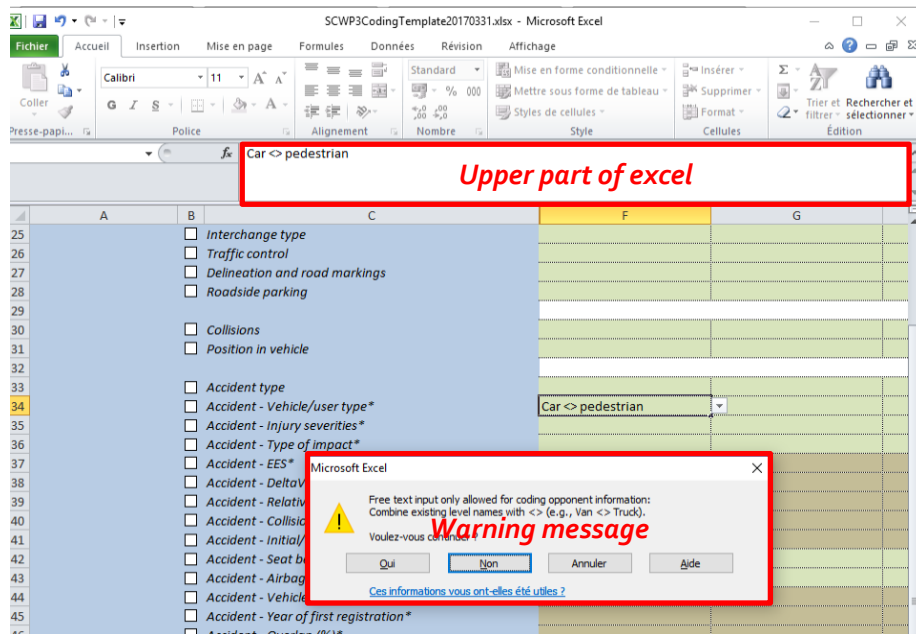 SCWP3CodingTemplate20170331.xlsx - Microsoft Excel
Fichier Accueil Insertion Mise en page Formules Données Révision Affichage
Calibri 11 A A Standard Mise en forme conditionnelle Insérer Σ
Coller G I S A % 000 Mettre sous forme de tableau Supprimer Trier et Rechercher et
Styles de cellules Format filtrer sélectionner
Presse-papi... Police Alignement Nombre Style Cellules Édition
fx Car <> pedestrian
Upper part of excel
A B C F G
25 Interchange type
26 Traffic control
27 Delineation and road markings
28 Roadside parking
29
30 Collisions
31 Position in vehicle
32
33 Accident type
34 Accident - Vehicle/user type* Car <> pedestrian
35 Accident - Injury severities*
36 Accident - Type of impact*
37 Accident - EES*
38 Accident - DeltaV
39 Accident - Relativ
40 Accident - Collisio
41 Accident - Initial/
42 Accident - Seat be
43 Accident - Airbag
44 Accident - Vehicle
45 Accident - Year of first registration*
46 Accident - Overlap (%)*
Microsoft Excel
Free text input only allowed for coding opponent information:
Combine existing level names with <> (e.g., Van <> Truck).
Warning message
Voulez-vous continuer ?
Oui Non Annuler Aide
Ces informations vous ont-elles été utiles ?